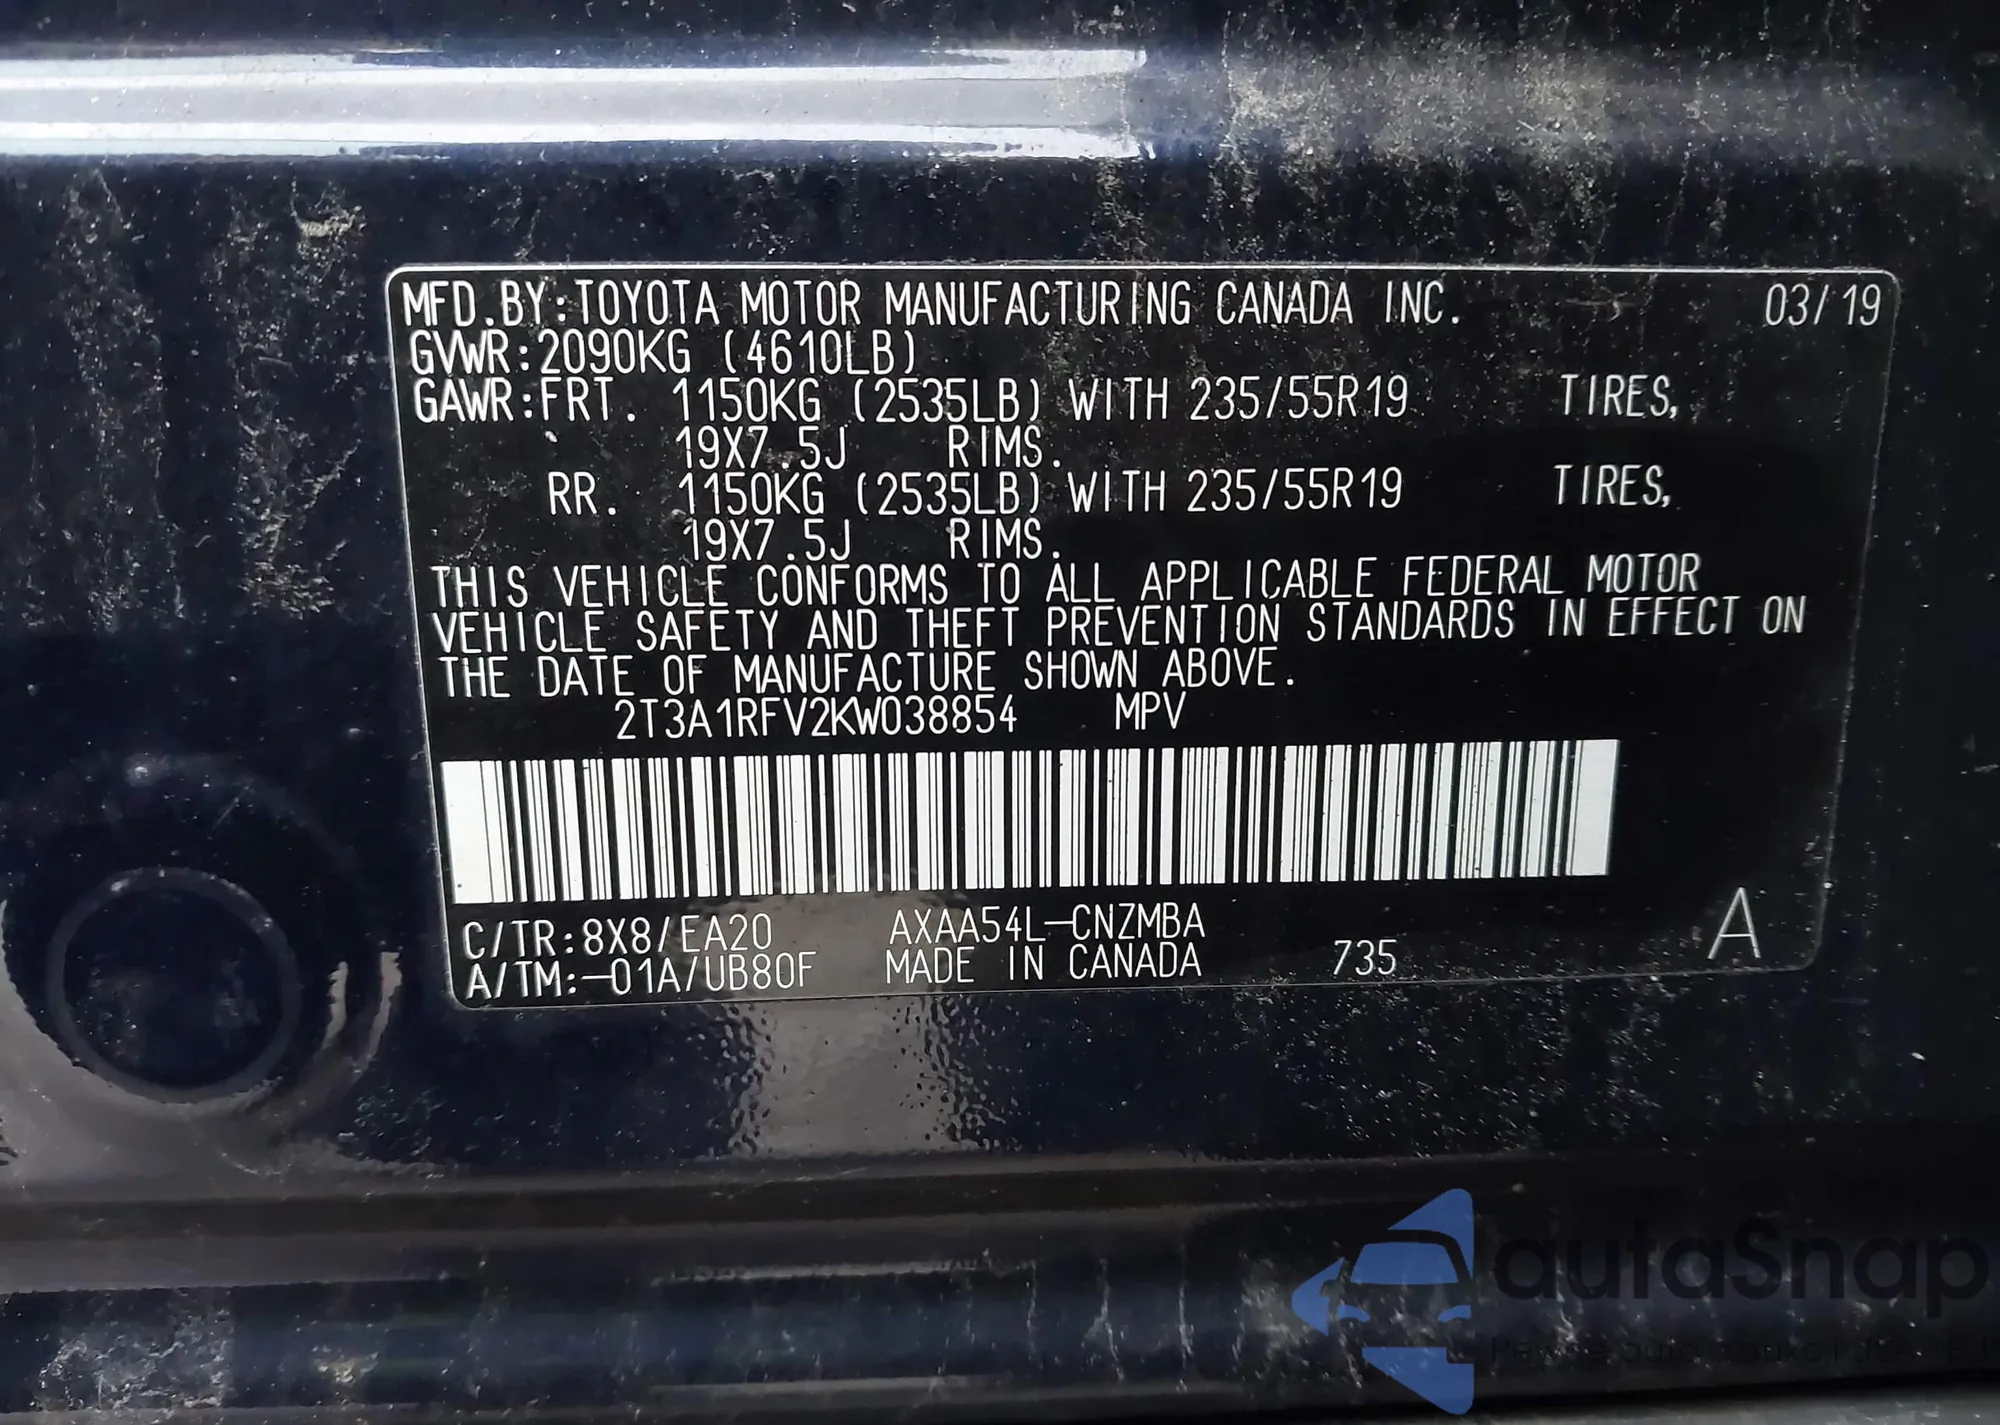 MFD.BY:TOYOTA MOTOR MANUFACTURING CANADA INC. 03/19
GVWR:2090KG (4610LB)
GAWR:FRT. 1150KG (2535LB) WITH 235/55R19 TIRES,
19X7.5J RIMS.
RR. 1150KG (2535LB) WITH 235/55R19 TIRES,
19X7.5J RIMS.
THIS VEHICLE CONFORMS TO ALL APPLICABLE FEDERAL MOTOR
VEHICLE SAFETY AND THEFT PREVENTION STANDARDS IN EFFECT ON
THE DATE OF MANUFACTURE SHOWN ABOVE.
2T3A1RFV2KW038854 MPV
C/TR:8X8/EA20 AXAA54L-CNZMBA
A/TM:-01A/UB80F MADE IN CANADA 735 A
autaSnap
Pewne auta